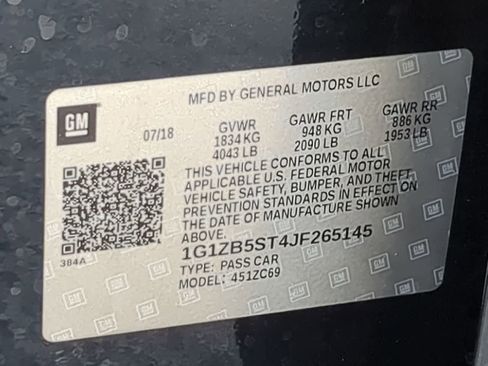 GM
MFD BY GENERAL MOTORS LLC
07/18
GVWR
1834 KG
4043 LB
GAWR FRT
948 KG
2090 LB
GAWR RR
886 KG
1953 LB
THIS VEHICLE CONFORMS TO ALL
APPLICABLE U.S. FEDERAL MOTOR
VEHICLE SAFETY, BUMPER, AND THEFT
PREVENTION STANDARDS IN EFFECT ON
THE DATE OF MANUFACTURE SHOWN
ABOVE.
384A
1G1ZB5ST4JF265145
TYPE: PASS CAR
MODEL: 451ZC69